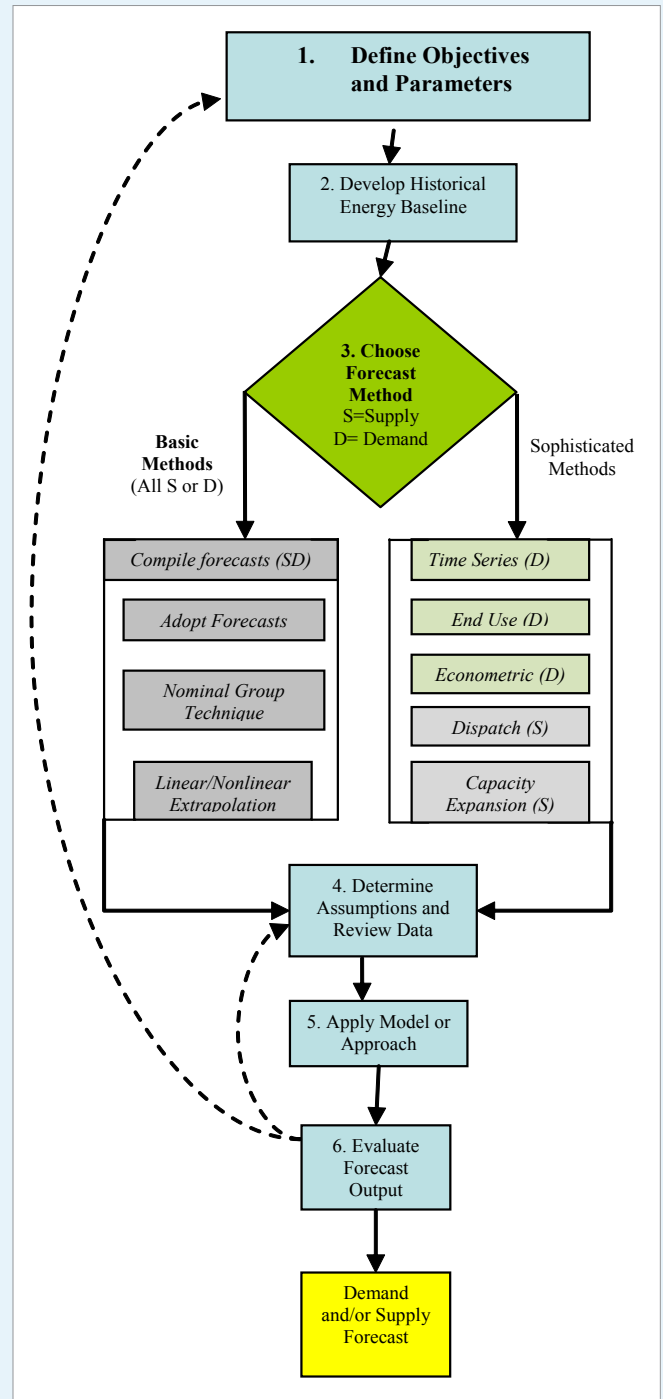 1. Define Objectives
and Parameters
2. Develop Historical
Energy Baseline
3. Choose
Forecast
Method
S=Supply
D= Demand
Basic
Methods
(All S or D)
Sophisticated
Methods
Compile forecasts (SD)
Adopt Forecasts
Nominal Group
Technique
Linear/Nonlinear
Extrapolation
Time Series (D)
End Use (D)
Econometric (D)
Dispatch (S)
Capacity
Expansion (S)
4. Determine
Assumptions and
Review Data
5. Apply Model or
Approach
6. Evaluate
Forecast
Output
Demand
and/or Supply
Forecast